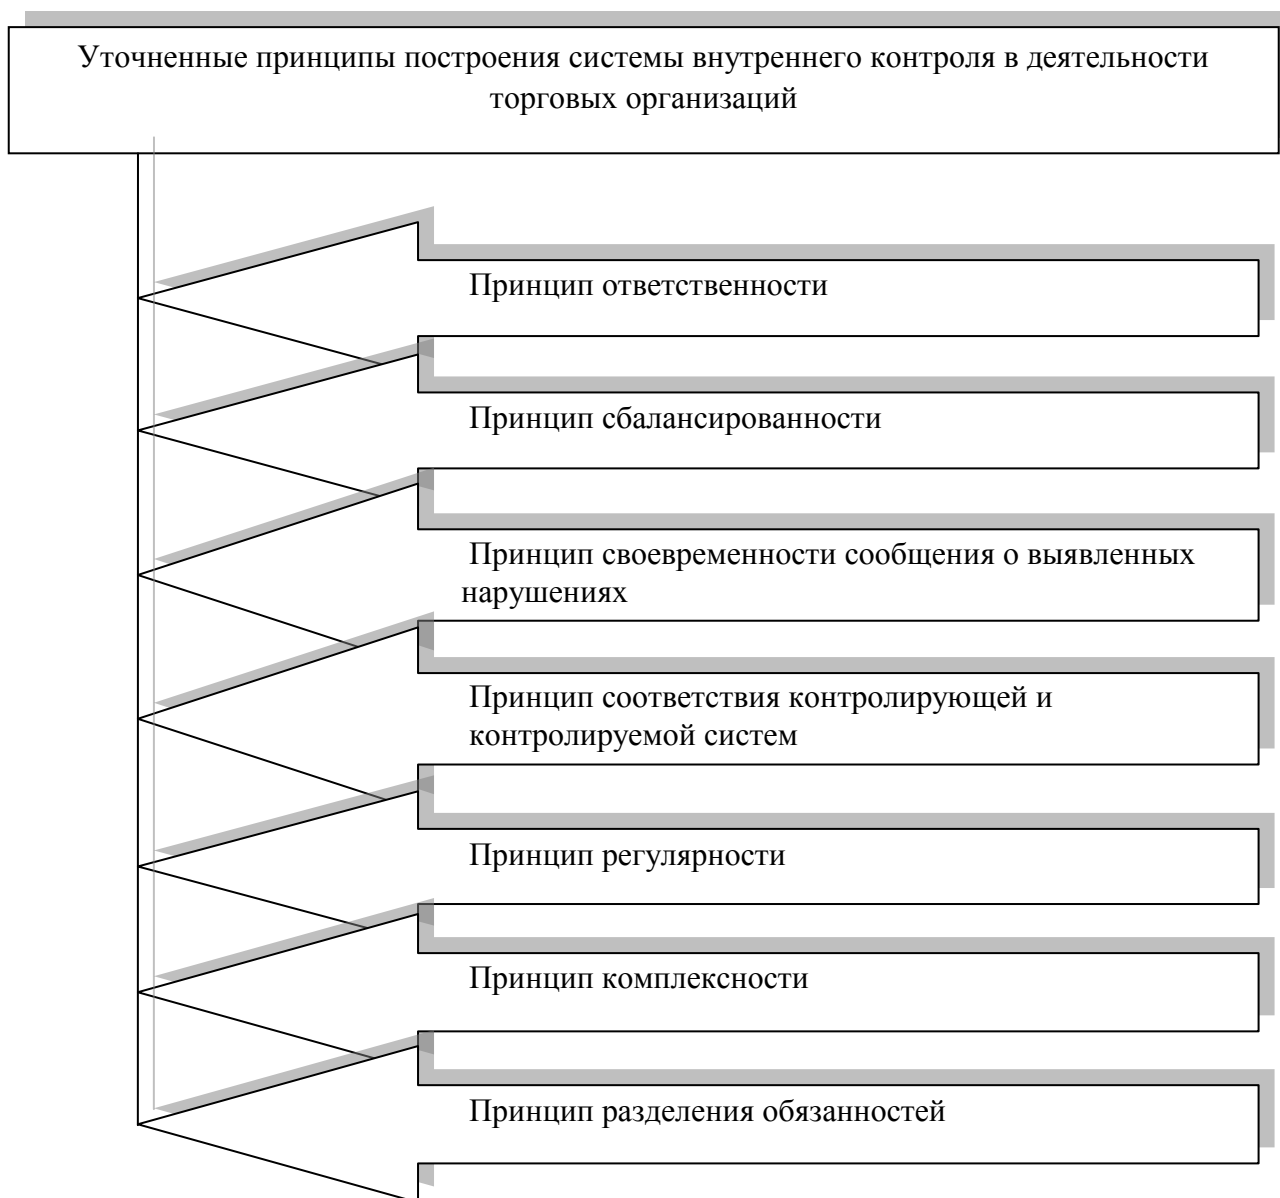 Уточненные принципы построения системы внутреннего контроля в деятельности
торговых организаций
Принцип ответственности
Принцип сбалансированности
Принцип своевременности сообщения о выявленных
нарушениях
Принцип соответствия контролирующей и
контролируемой систем
Принцип регулярности
Принцип комплексности
Принцип разделения обязанностей